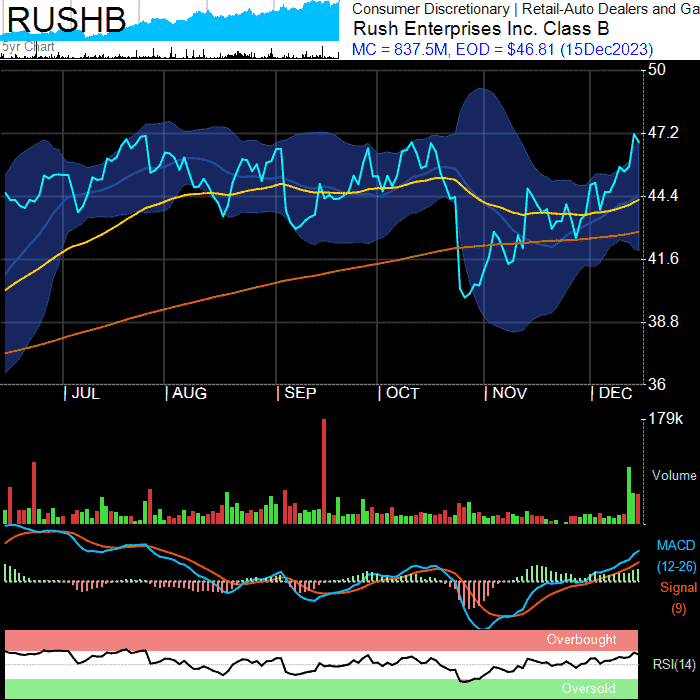 RUSHB
5yr Chart
Consumer Discretionary | Retail-Auto Dealers and Ga
Rush Enterprises Inc. Class B
MC = 837.5M, EOD = $46.81 (15Dec2023)
50
47.2
44.4
41.6
38.8
36
| JUL | AUG | SEP | OCT | NOV | DEC
179k
Volume
MACD
(12-26)
Signal
(9)
Overbought
RSI(14)
Oversold